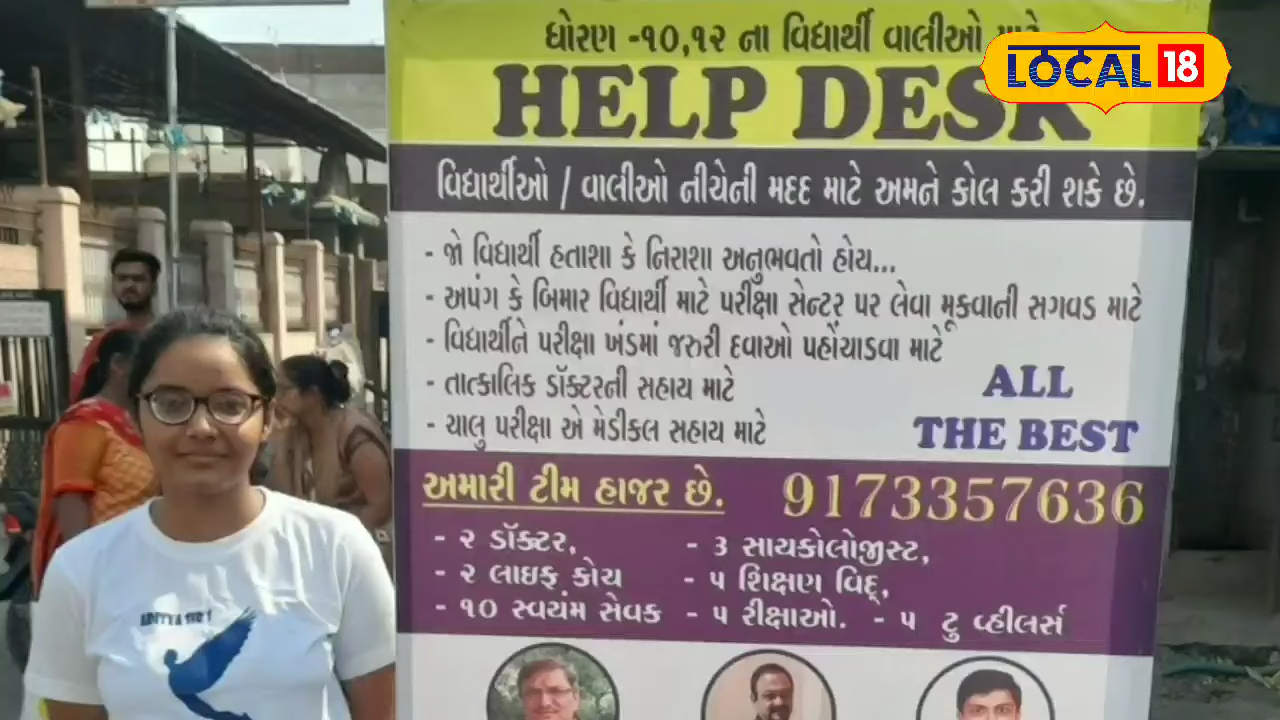 ધોરણ -૧૦,૧૨ ના વિદ્યાર્થી વાલીઓ માટે
LOCAL 18
HELP DESK
વિદ્યાર્થીઓ / વાલીઓ નીચેની મદદ માટે અમને કોલ કરી શકે છે.
- જો વિદ્યાર્થી હતાશા કે નિરાશા અનુભવતો હોય...
- અપંગ કે બિમાર વિદ્યાર્થી માટે પરીક્ષા સેન્ટર પર લેવા મૂકવાની સગવડ માટે
- વિદ્યાર્થીને પરીક્ષા ખંડમાં જરુરી દવાઓ પહોંચાડવા માટે
- તાત્કાલિક ડૉક્ટરની સહાય માટે
- ચાલુ પરીક્ષા એ મેડીકલ સહાય માટે
ALL
THE BEST
અમારી ટીમ હાજર છે. 9173357636
- ૨ ડૉક્ટર, - 3 સાયકોલોજીસ્ટ,
- ૨ લાઇફ કોચ - ૫ શિક્ષણ વિદ્,
- ૧૦ સ્વયંમ સેવક - ૫ રીક્ષાઓ. - ૫ ટુ વ્હીલર્સ